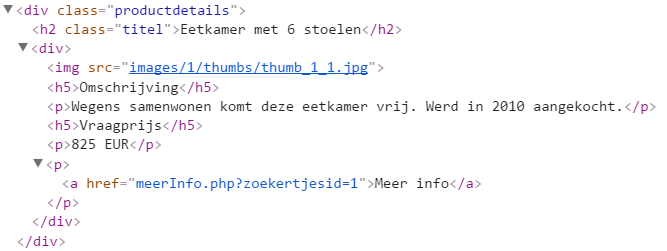 <div class="productdetails">
<h2 class="titel">Eetkamer met 6 stoelen</h2>
<div>
<img src="images/1/thumbs/thumb_1_1.jpg">
<h5>Omschrijving</h5>
<p>Wegens samenwonen komt deze eetkamer vrij. Werd in 2010 aangekocht.</p>
<h5>Vraagprijs</h5>
<p>825 EUR</p>
<p>
<a href="meerInfo.php?zoekertjesid=1">Meer info</a>
</p>
</div>
</div>